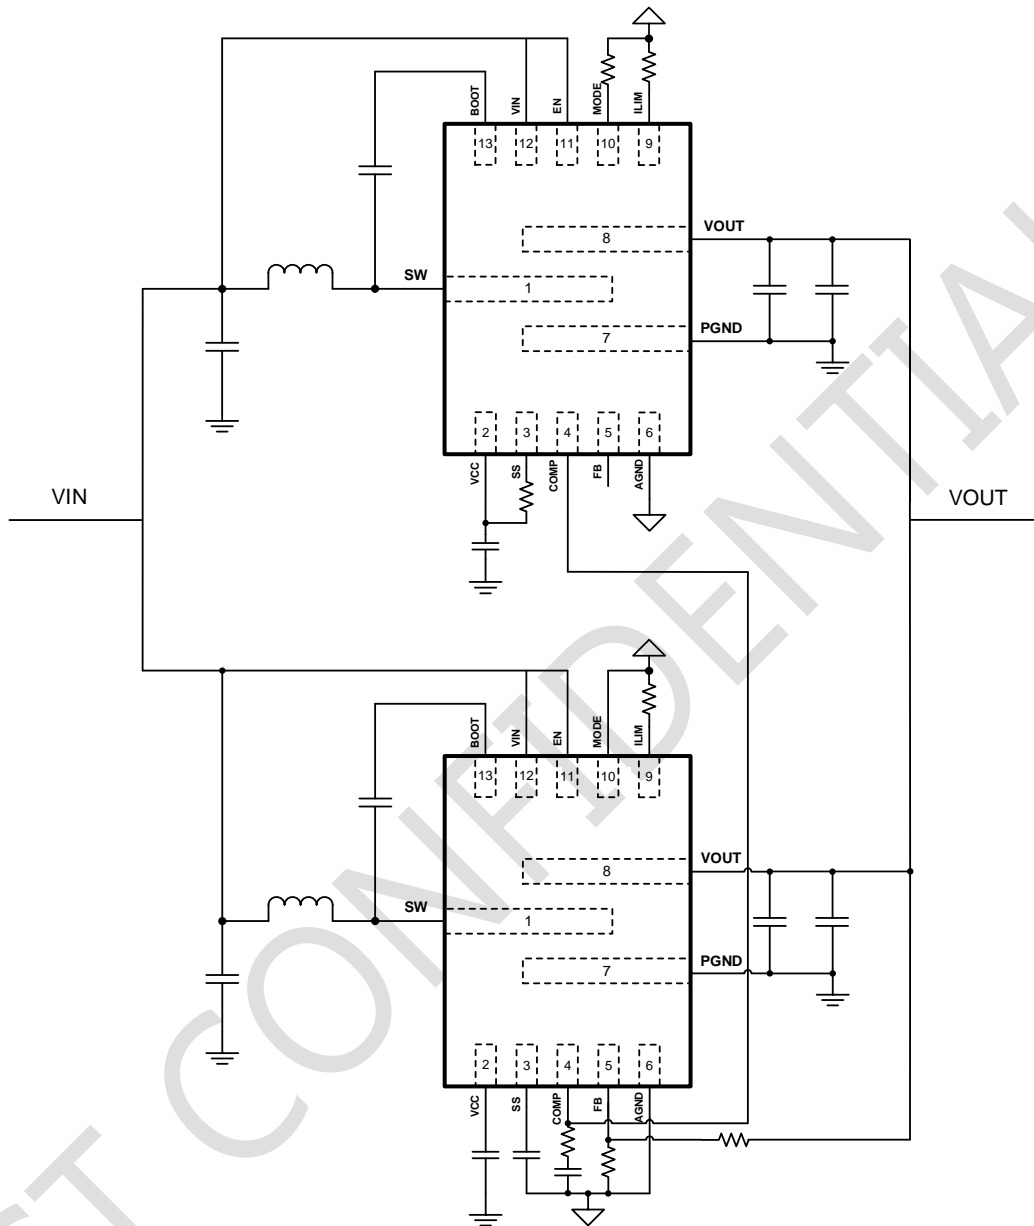 BOOT VIN EN MODE ILIM
13 12 11 10 9
VOUT
8
SW
1
PGND
7
2 3 4 5 6
VCC SS COMP FB AGND
VIN
VOUT
BOOT VIN EN MODE ILIM
13 12 11 10 9
VOUT
8
SW
1
PGND
7
2 3 4 5 6
VCC SS COMP FB AGND
CONFIDENTIA